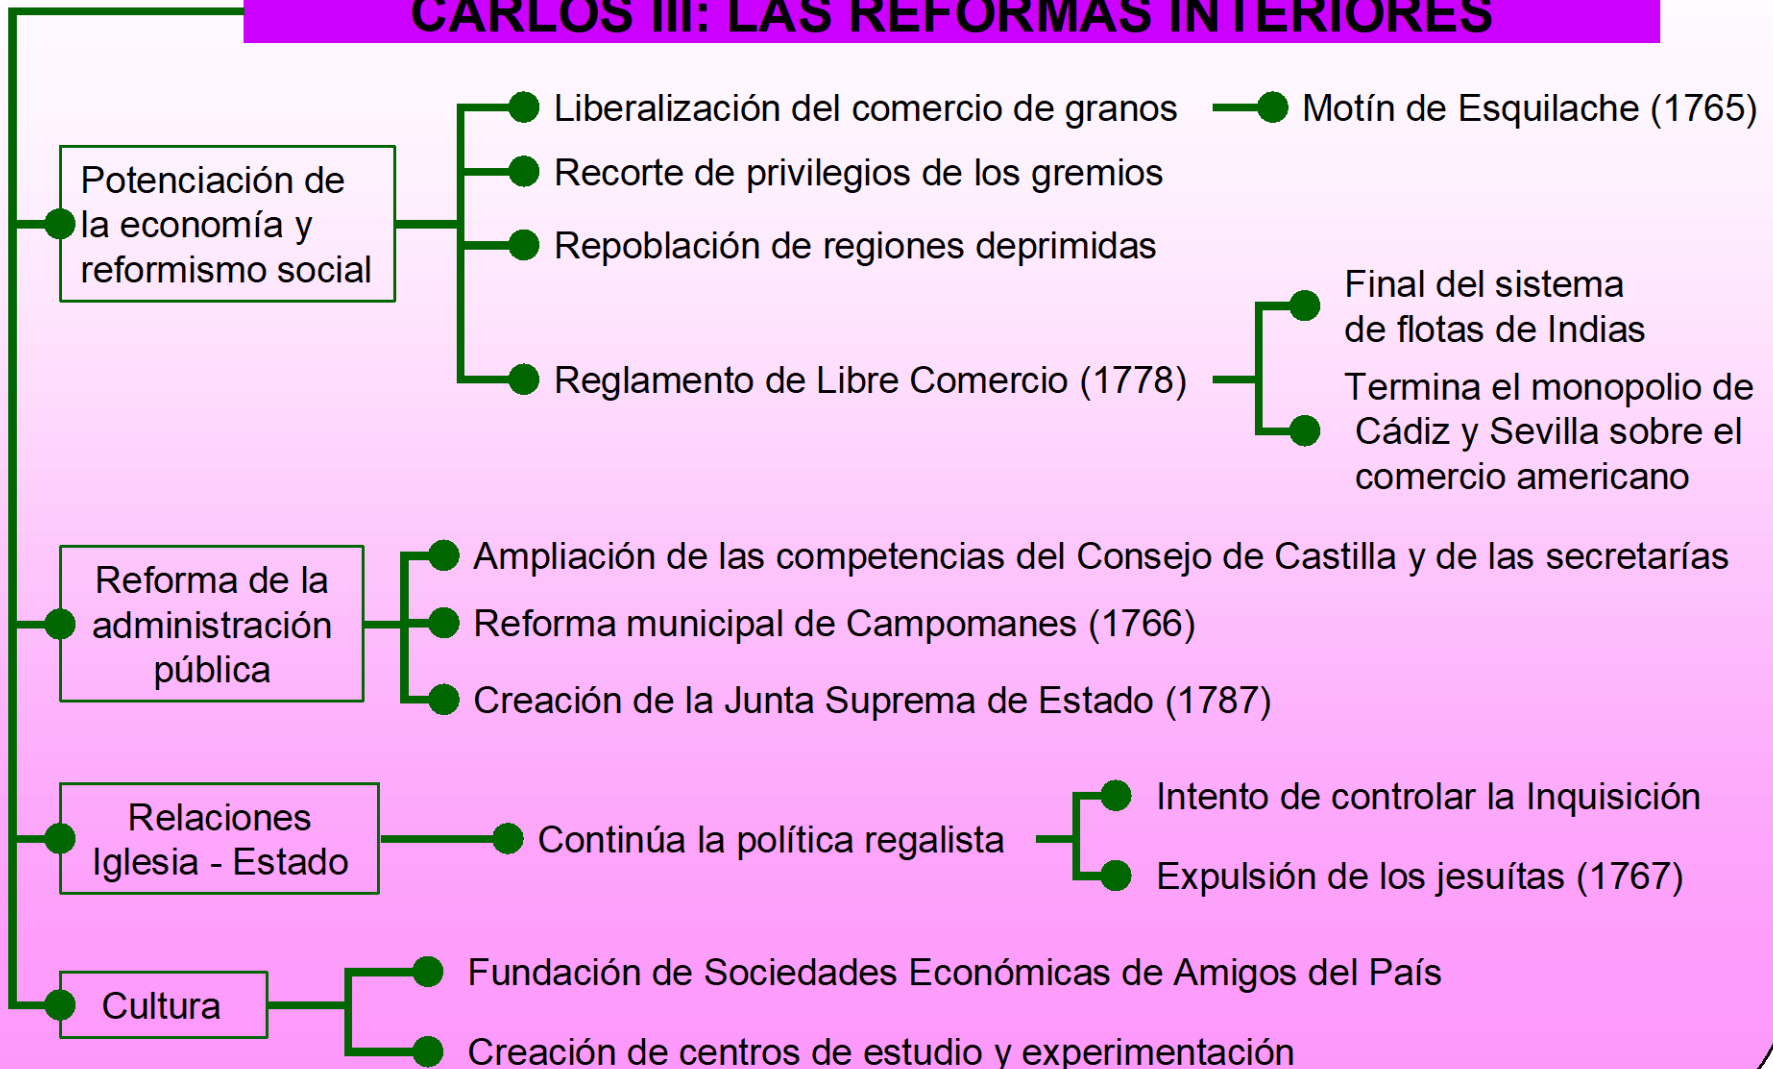 CARLOS III: LAS REFORMAS INTERIORES
Liberalización del comercio de granos
Motín de Esquilache (1765)
Potenciación de
la economía y
reformismo social
Recorte de privilegios de los gremios
Repoblación de regiones deprimidas
Reglamento de Libre Comercio (1778)
Final del sistema
de flotas de Indias
Termina el monopolio de
Cádiz y Sevilla sobre el
comercio americano
Reforma de la
administración
pública
Ampliación de las competencias del Consejo de Castilla y de las secretarías
Reforma municipal de Campomanes (1766)
Creación de la Junta Suprema de Estado (1787)
Relaciones
Iglesia - Estado
Continúa la política regalista
Intento de controlar la Inquisición
Expulsión de los jesuítas (1767)
Cultura
Fundación de Sociedades Económicas de Amigos del País
Creación de centros de estudio y experimentación